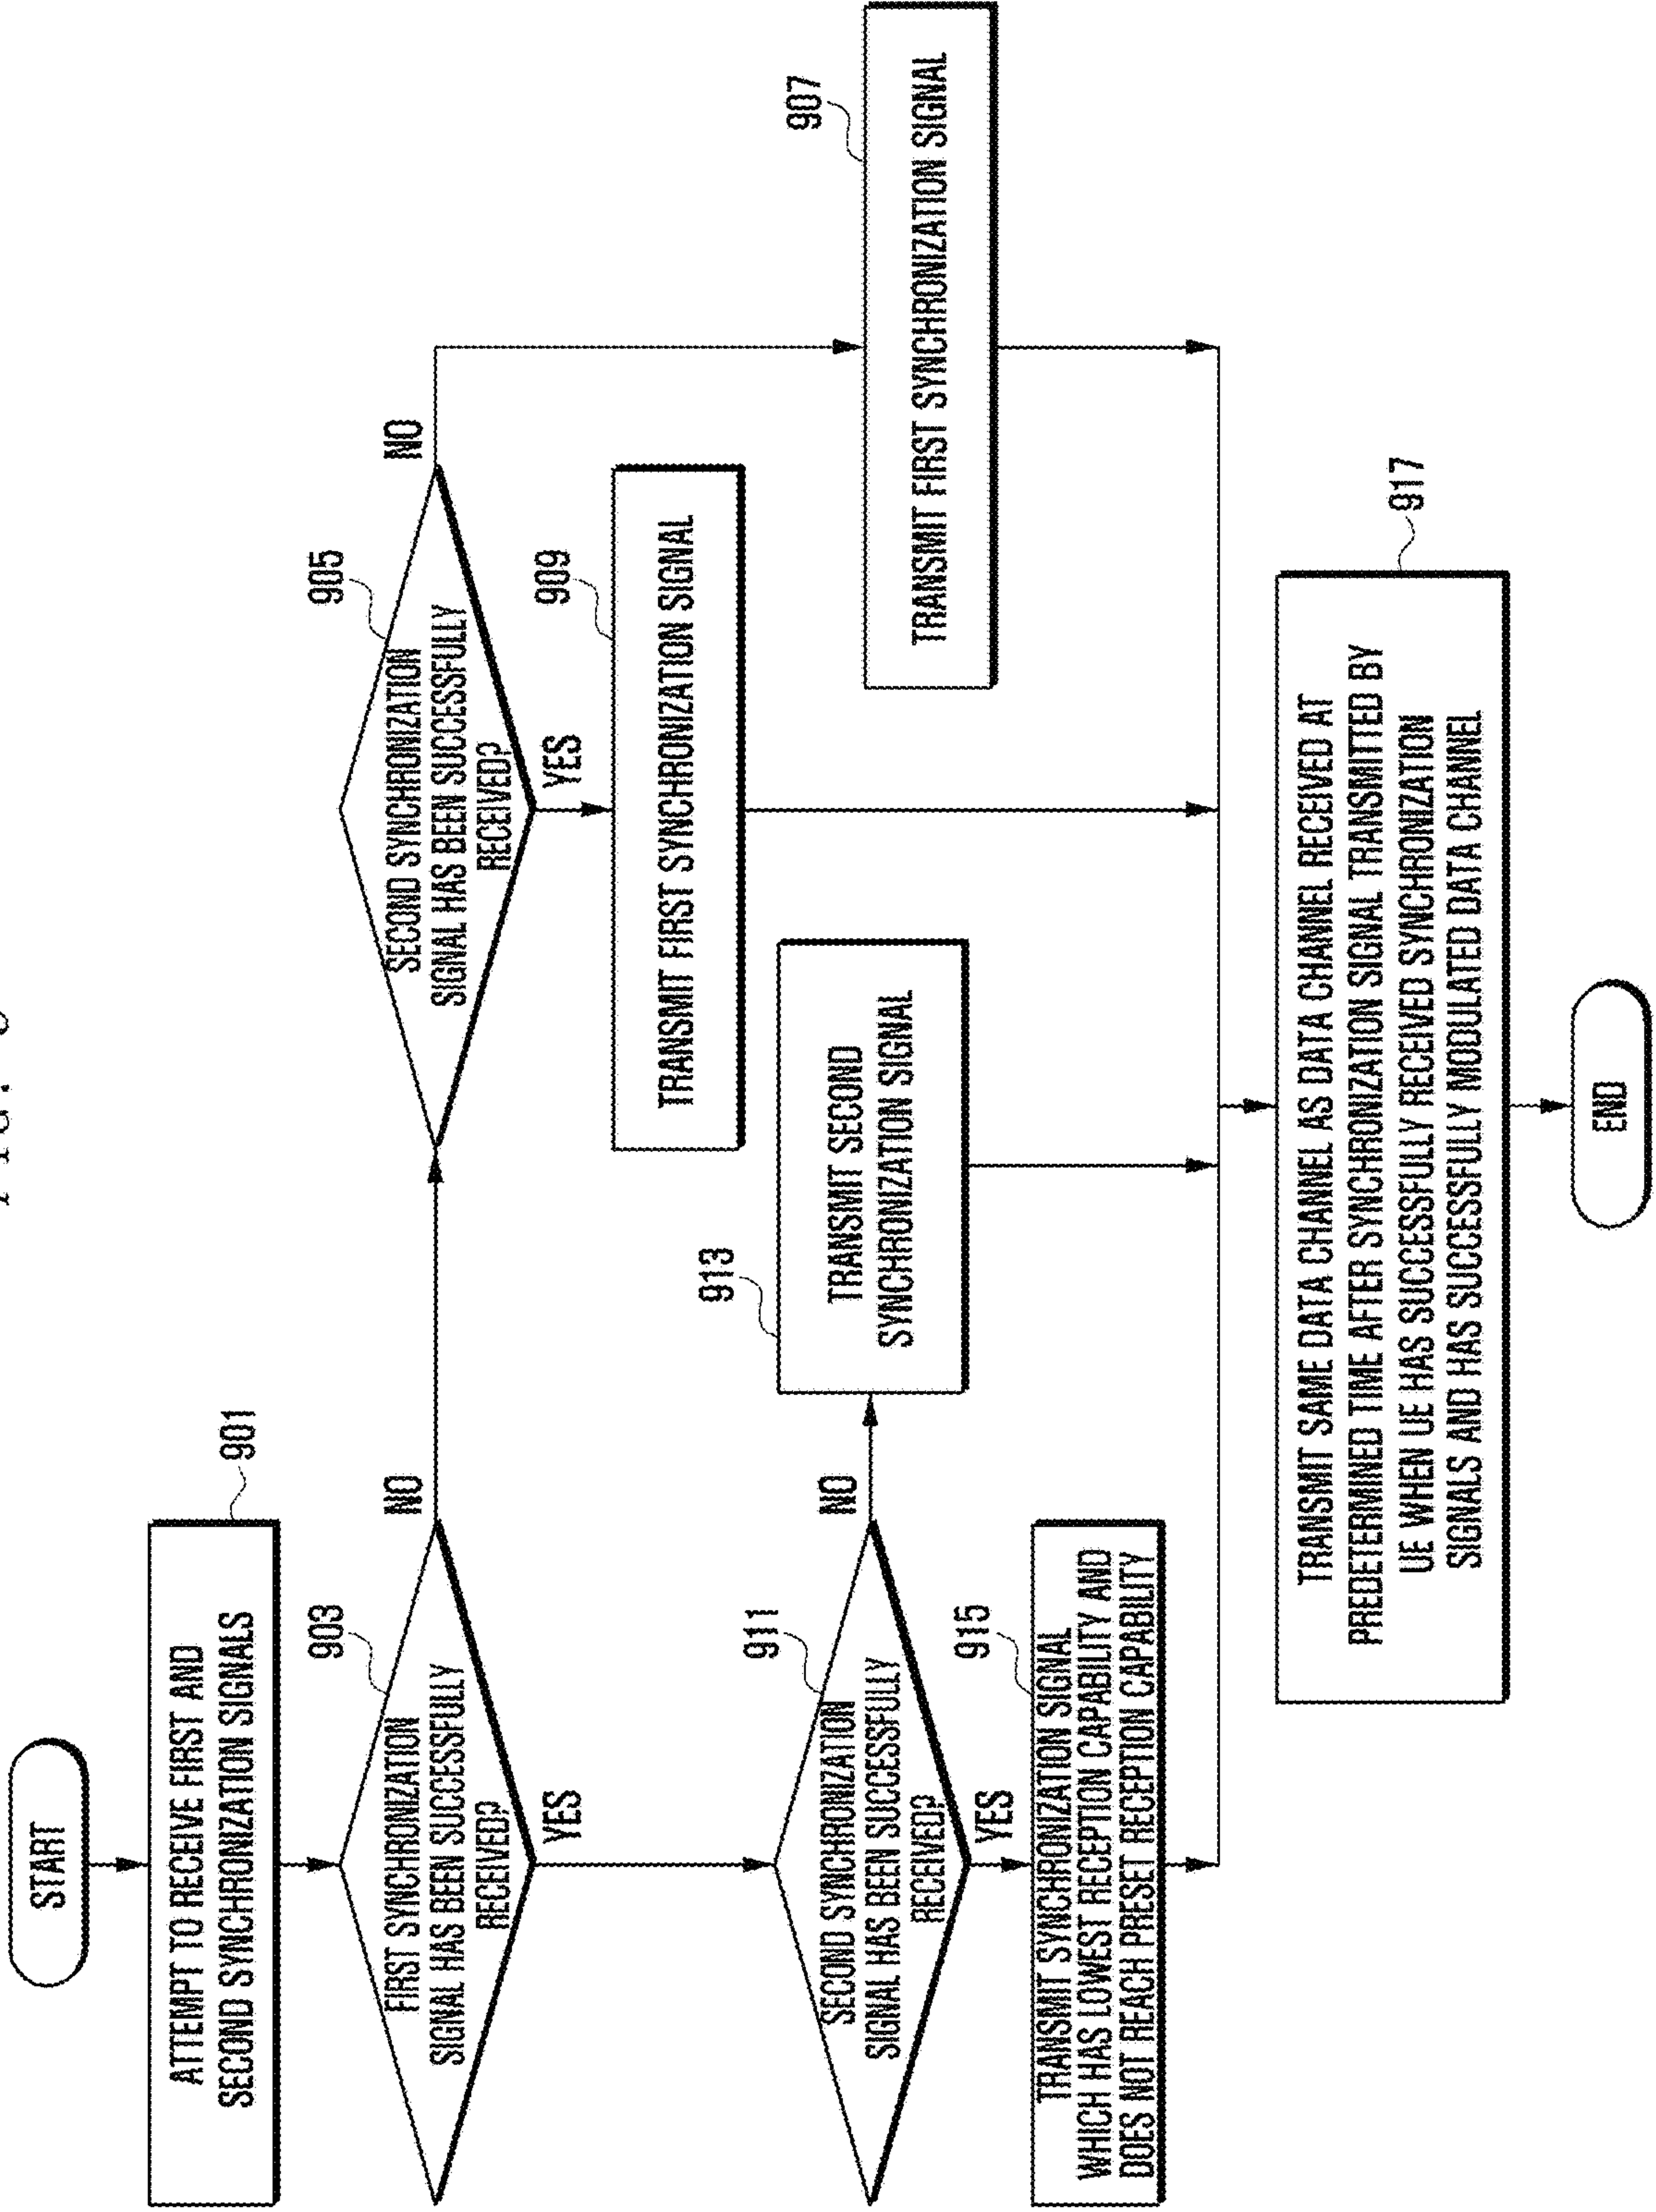 START
ATTEMPT TO RECEIVE FIRST AND
SECOND SYNCHRONIZATION SIGNALS
901
FIRST SYNCHRONIZATION
SIGNAL HAS BEEN SUCCESSFULLY
RECEIVED?
903
NO
YES
SECOND SYNCHRONIZATION
SIGNAL HAS BEEN SUCCESSFULLY
RECEIVED?
905
NO
YES
TRANSMIT FIRST SYNCHRONIZATION SIGNAL
909
TRANSMIT FIRST SYNCHRONIZATION SIGNAL
907
SECOND SYNCHRONIZATION
SIGNAL HAS BEEN SUCCESSFULLY
RECEIVED?
911
NO
YES
TRANSMIT SECOND
SYNCHRONIZATION SIGNAL
913
TRANSMIT SYNCHRONIZATION SIGNAL
WHICH HAS LOWEST RECEPTION CAPABILITY AND
DOES NOT REACH PRESET RECEPTION CAPABILITY
915
TRANSMIT SAME DATA CHANNEL AS DATA CHANNEL RECEIVED AT
PREDETERMINED TIME AFTER SYNCHRONIZATION SIGNAL TRANSMITTED BY
UE WHEN UE HAS SUCCESSFULLY RECEIVED SYNCHRONIZATION
SIGNALS AND HAS SUCCESSFULLY MODULATED DATA CHANNEL
917
END